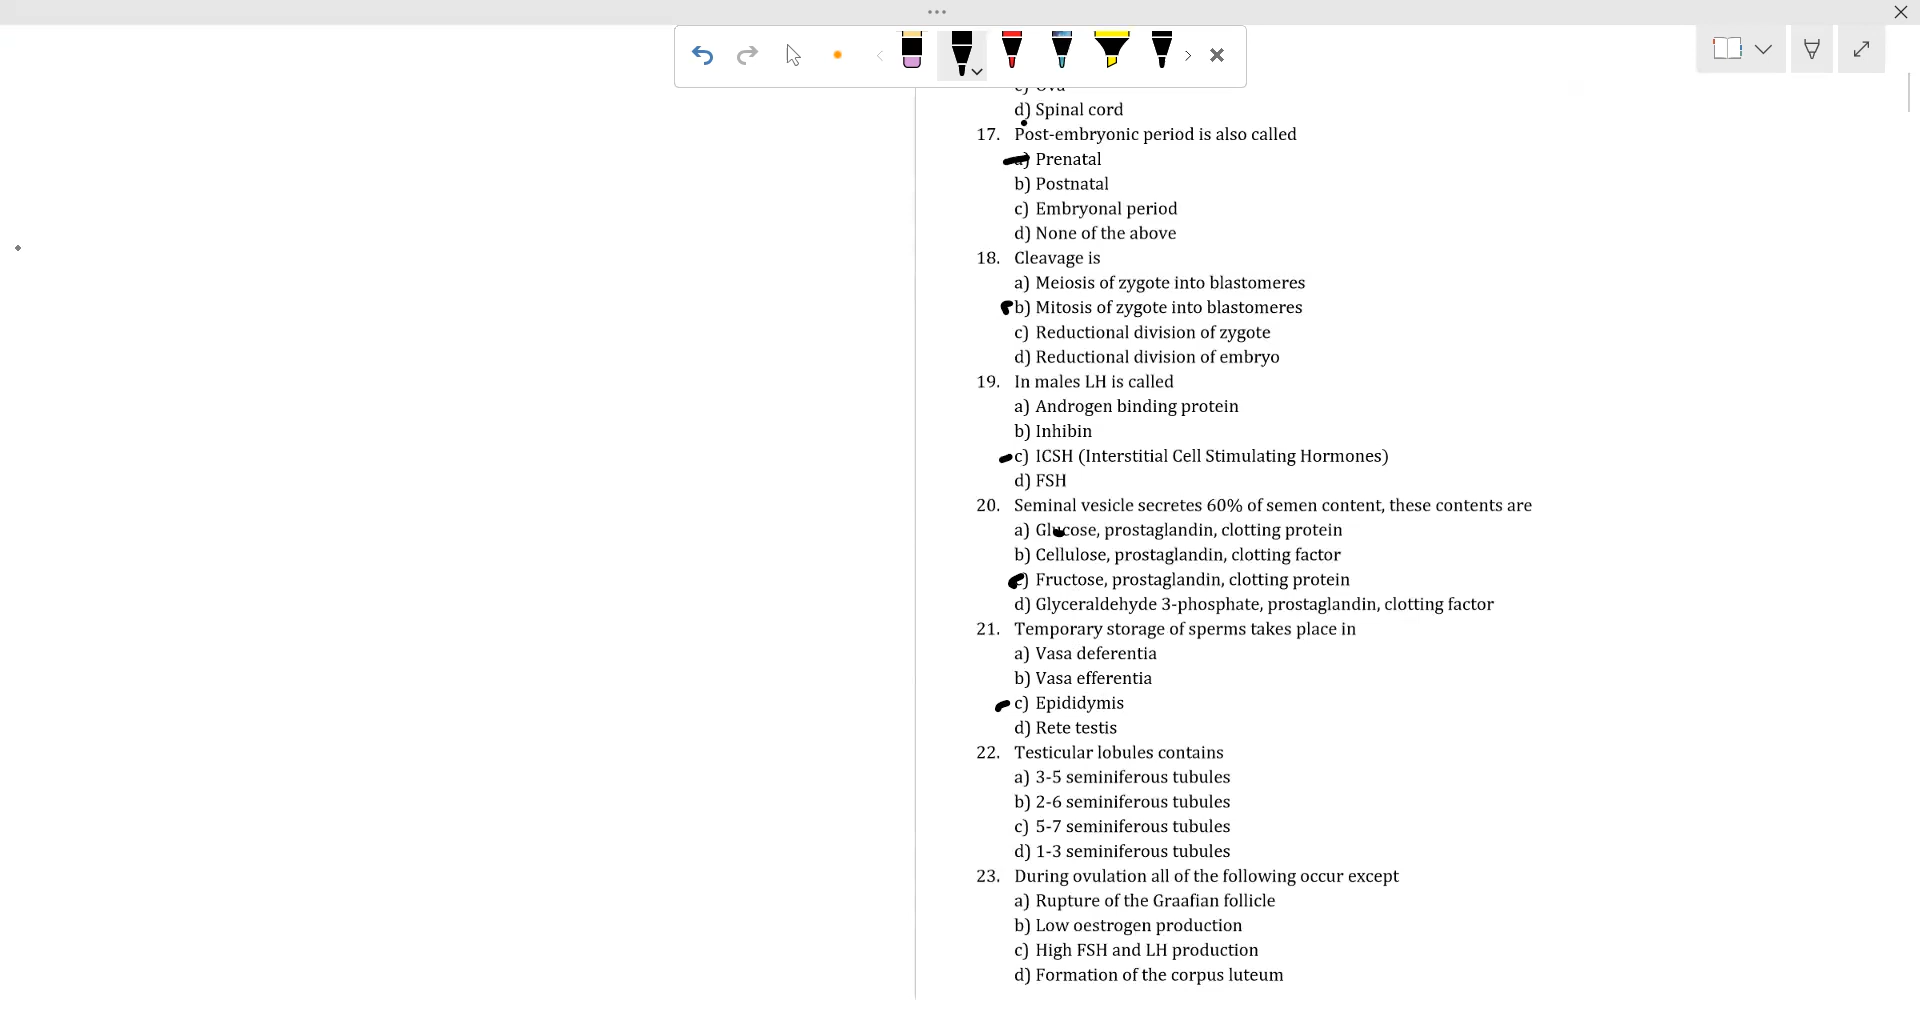 d) Spinal cord
17. Post-embryonic period is also called
a) Prenatal
b) Postnatal
c) Embryonal period
d) None of the above
18. Cleavage is
a) Meiosis of zygote into blastomeres
b) Mitosis of zygote into blastomeres
c) Reductional division of zygote
d) Reductional division of embryo
19. In males LH is called
a) Androgen binding protein
b) Inhibin
c) ICSH (Interstitial Cell Stimulating Hormones)
d) FSH
20. Seminal vesicle secretes 60% of semen content, these contents are
a) Glucose, prostaglandin, clotting protein
b) Cellulose, prostaglandin, clotting factor
c) Fructose, prostaglandin, clotting protein
d) Glyceraldehyde 3-phosphate, prostaglandin, clotting factor
21. Temporary storage of sperms takes place in
a) Vasa deferentia
b) Vasa efferentia
c) Epididymis
d) Rete testis
22. Testicular lobules contains
a) 3-5 seminiferous tubules
b) 2-6 seminiferous tubules
c) 5-7 seminiferous tubules
d) 1-3 seminiferous tubules
23. During ovulation all of the following occur except
a) Rupture of the Graafian follicle
b) Low oestrogen production
c) High FSH and LH production
d) Formation of the corpus luteum